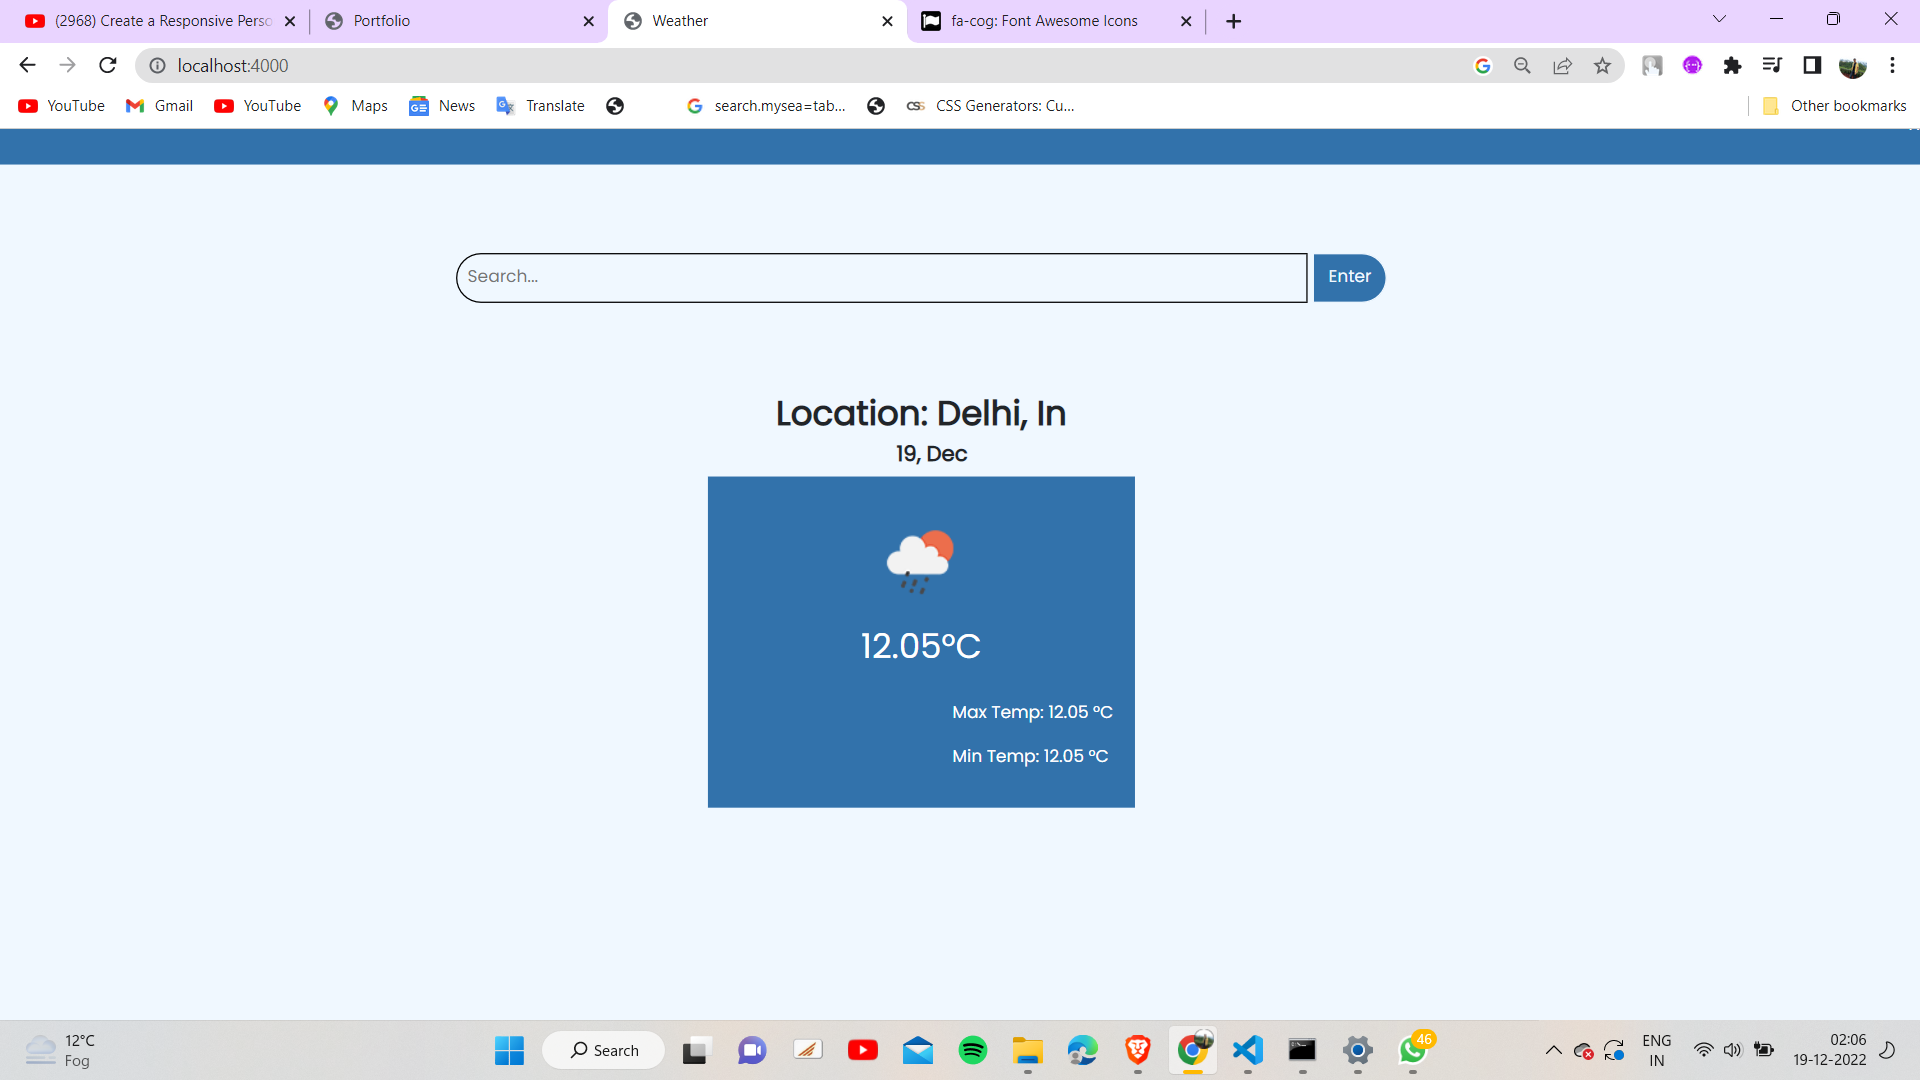 (2968) Create a Responsive Perso
Portfolio
Weather
fa-cog: Font Awesome Icons
localhost:4000
YouTube
Gmail
YouTube
Maps
News
Translate
search.mysea=tab...
CSS Generators: Cu...
Other bookmarks
Search...
Enter
Location: Delhi, In
19, Dec
12.05°C
Max Temp: 12.05 °C
Min Temp: 12.05 °C
12°C
Fog
Search
46
ENG
IN
02:06
19-12-2022